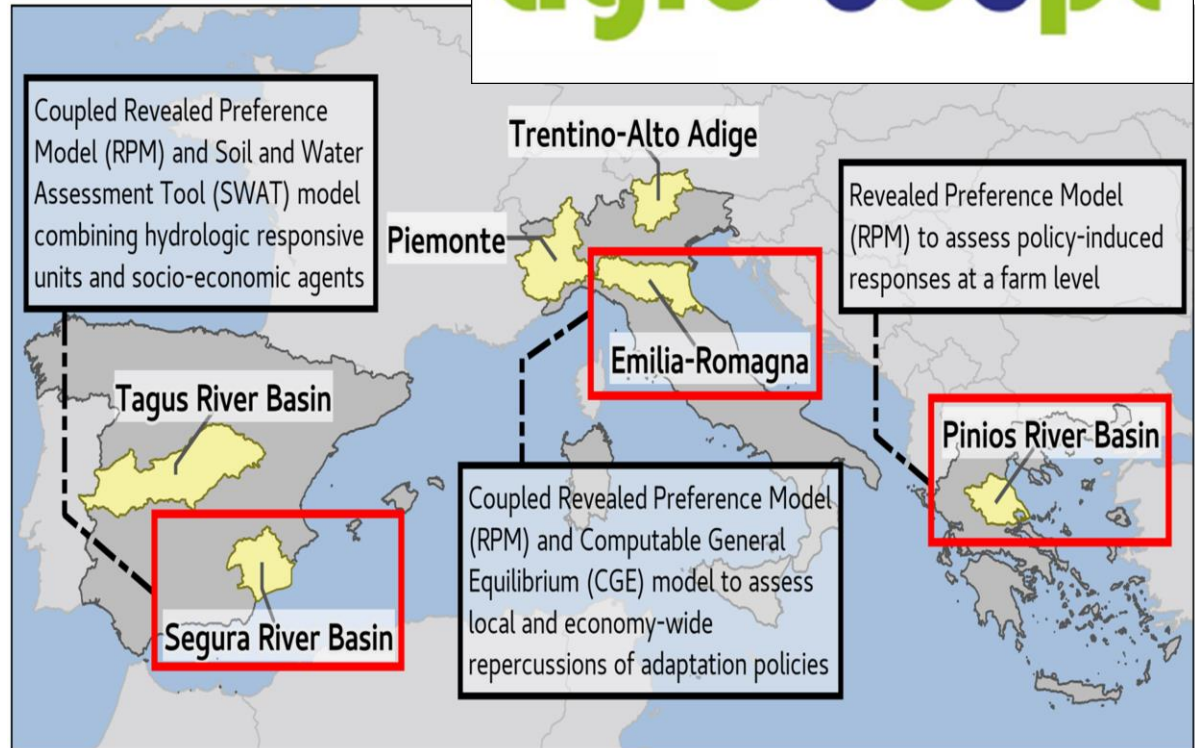 Coupled Revealed Preference
Model (RPM) and Soil and Water
Assessment Tool (SWAT) model
combining hydrologic responsive
units and socio-economic agents
Trentino-Alto Adige
Piemonte
Revealed Preference Model
(RPM) to assess policy-induced
responses at a farm level
Emilia-Romagna
Tagus River Basin
Pinios River Basin
Coupled Revealed Preference Model
(RPM) and Computable General
Equilibrium (CGE) model to assess
local and economy-wide
repercussions of adaptation policies
Segura River Basin